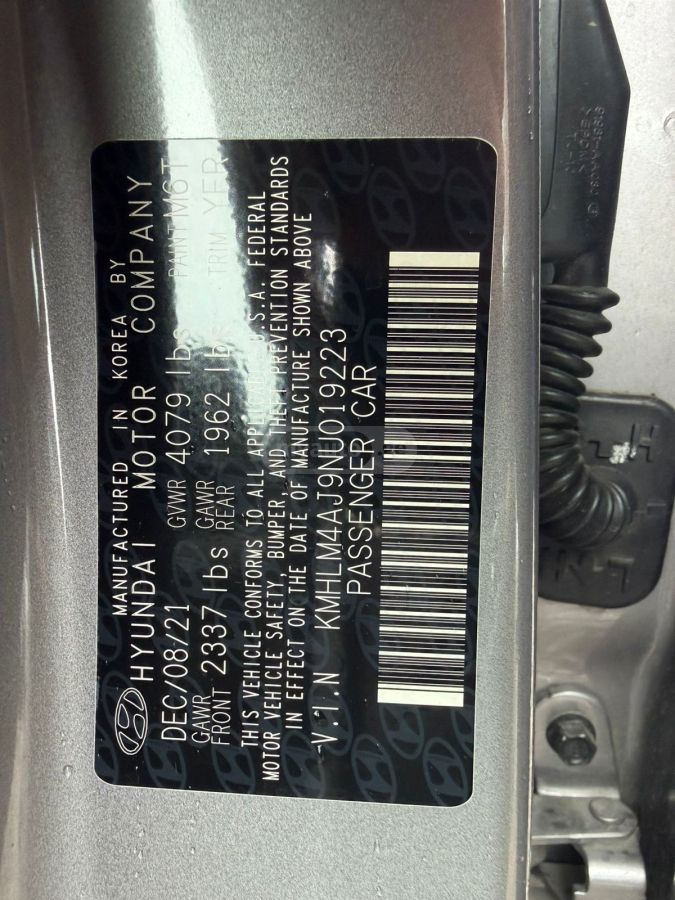 MANUFACTURED IN KOREA BY
HYUNDAI MOTOR COMPANY
DEC/08/21 GVWR 4079 lbs PAINT M6T
GAWR FRONT 2337 lbs GAWR REAR 1962 lbs TRIM YFR
THIS VEHICLE CONFORMS TO ALL U.S.A. FEDERAL
MOTOR VEHICLE SAFETY, BUMPER, AND THEFT PREVENTION STANDARDS
IN EFFECT ON THE DATE OF MANUFACTURE SHOWN ABOVE
V.I.N KMHLM4AJ9NU019223
PASSENGER CAR